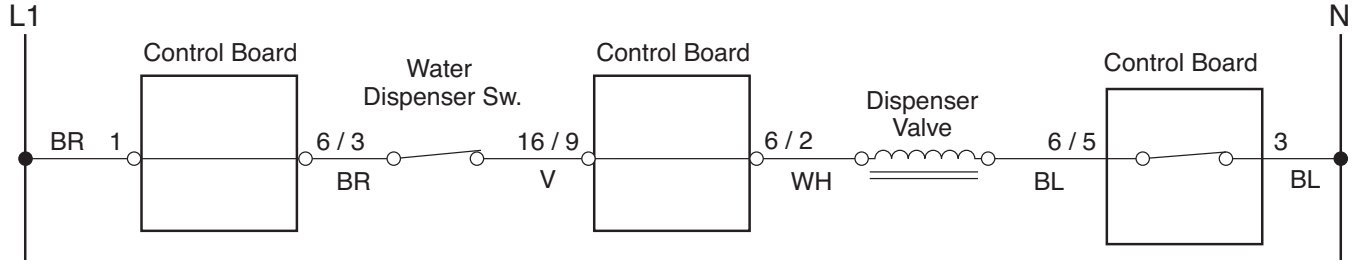 L1
N
Control Board
Water
Dispenser Sw.
Control Board
Dispenser
Valve
Control Board
BR
1
6 / 3
BR
16 / 9
V
6 / 2
WH
6 / 5
BL
3
BL